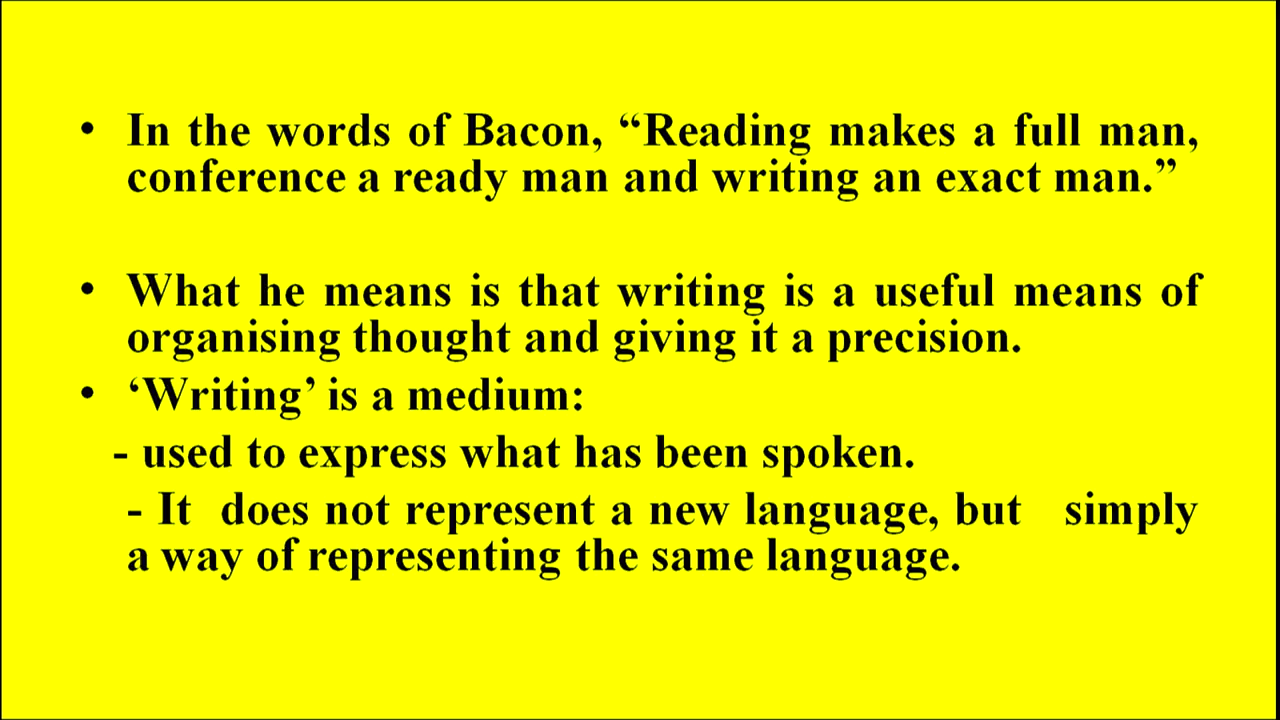 • In the words of Bacon, “Reading makes a full man,
conference a ready man and writing an exact man.”
• What he means is that writing is a useful means of
organising thought and giving it a precision.
• ‘Writing’ is a medium:
- used to express what has been spoken.
- It does not represent a new language, but simply
a way of representing the same language.